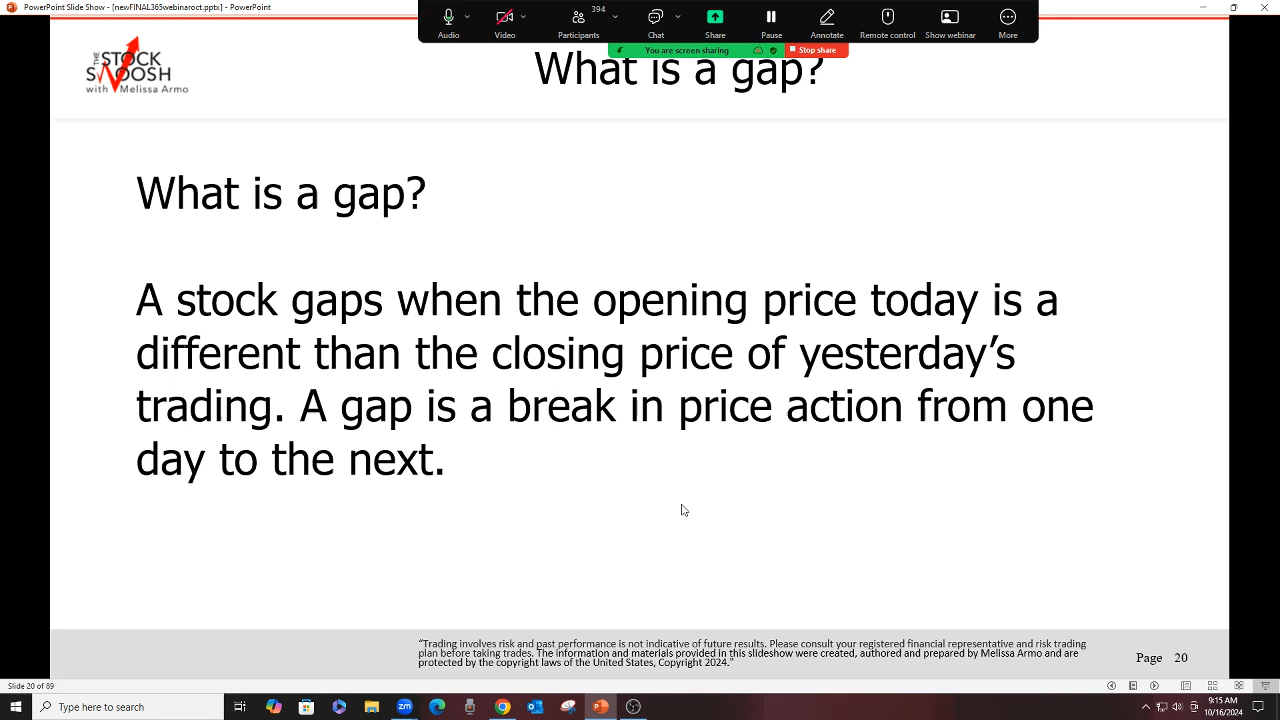 PowerPoint Slide Show - [newFINAL365webinaroct.pptx] - PowerPoint
394
Audio Video Participants Chat Share Pause Annotate Remote control Show webinar More
You are screen sharing Stop share
THE STOCK SWOOSH
with Melissa Armo
What is a gap?
What is a gap?
A stock gaps when the opening price today is a
different than the closing price of yesterday’s
trading. A gap is a break in price action from one
day to the next.
“Trading involves risk and past performance is not indicative of future results. Please consult your registered financial representative and risk trading
plan before taking trades. The information and materials provided in this slideshow were created, authored and prepared by Melissa Armo and are
protected by the copyright laws of the United States, Copyright 2024.”
Page 20
Slide 20 of 89
Type here to search
9:15 AM
10/16/2024